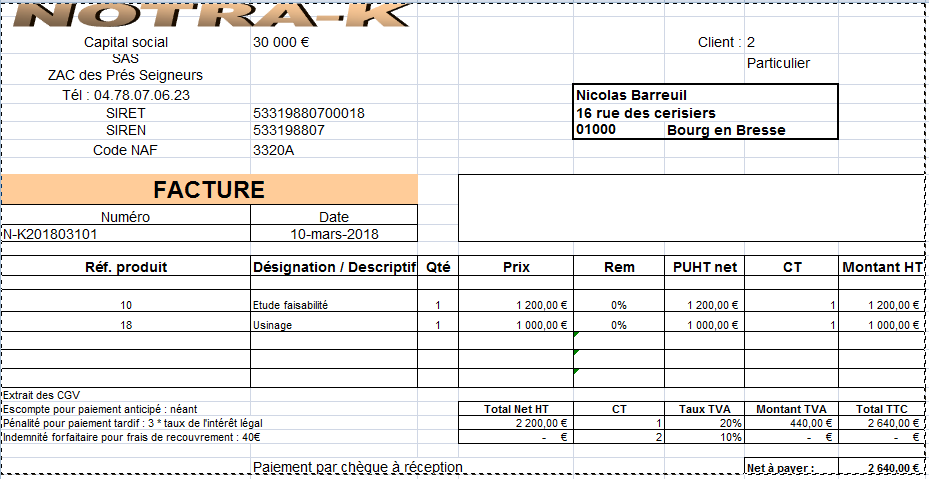 NOTRA-K
Capital social 30 000 € Client : 2
SAS Particulier
ZAC des Prés Seigneurs
Tél : 04.78.07.06.23 Nicolas Barreuil
SIRET 53319880700018 16 rue des cerisiers
SIREN 533198807 01000 Bourg en Bresse
Code NAF 3320A
FACTURE
Numéro Date
N-K201803101 10-mars-2018
Réf. produit Désignation / Descriptif Qté Prix Rem PUHT net CT Montant HT
10 Etude faisabilité 1 1 200,00 € 0% 1 200,00 € 1 1 200,00 €
18 Usinage 1 1 000,00 € 0% 1 000,00 € 1 1 000,00 €
Extrait des CGV
Escompte pour paiement anticipé : néant Total Net HT CT Taux TVA Montant TVA Total TTC
Pénalité pour paiement tardif : 3 * taux de l'intérêt légal 2 200,00 € 1 20% 440,00 € 2 640,00 €
Indemnité forfaitaire pour frais de recouvrement : 40€ - € 2 10% - € - €
Paiement par chèque à réception Net à payer : 2 640,00 €